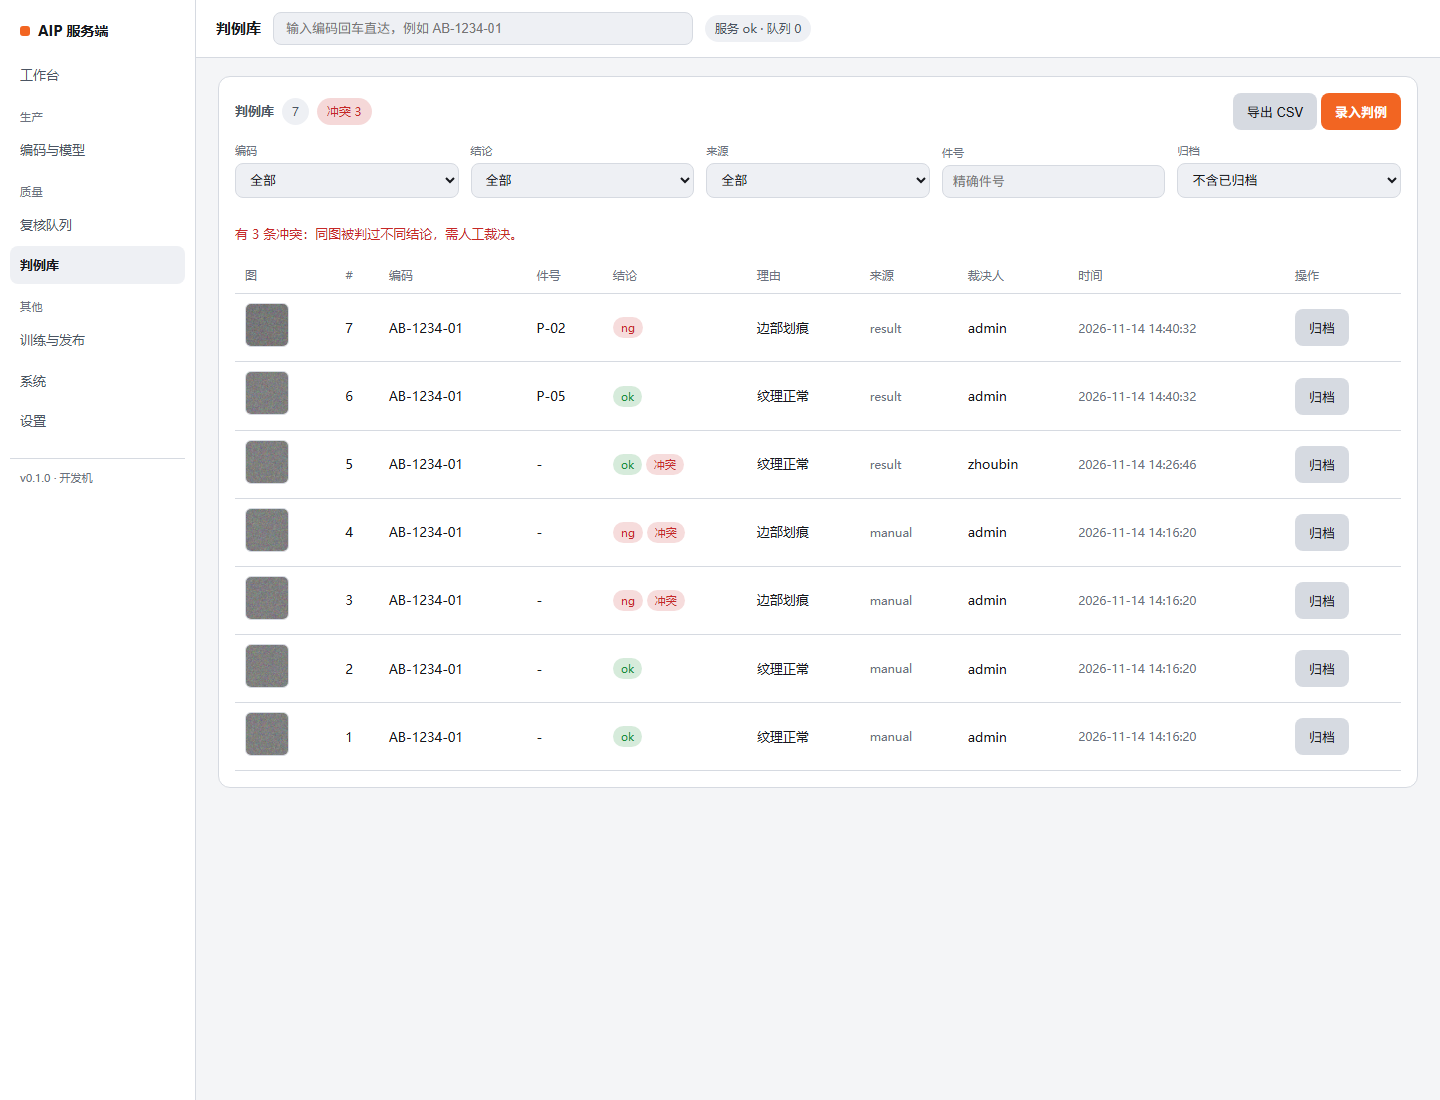 AIP 服务端
工作台
生产
编码与模型
质量
复核队列
判例库
其他
训练与发布
系统
设置
v0.1.0 · 开发机
判例库 输入编码回车直达，例如 AB-1234-01 服务 ok · 队列 0
判例库 7 冲突 3 导出 CSV 录入判例
编码 结论 来源 件号 归档
全部 全部 全部 精确件号 不含已归档
有 3 条冲突：同图被判过不同结论，需人工裁决。
图 # 编码 件号 结论 理由 来源 裁决人 时间 操作
7 AB-1234-01 P-02 ng 边部划痕 result admin 2026-11-14 14:40:32 归档
6 AB-1234-01 P-05 ok 纹理正常 result admin 2026-11-14 14:40:32 归档
5 AB-1234-01 - ok 冲突 纹理正常 result zhoubin 2026-11-14 14:26:46 归档
4 AB-1234-01 - ng 冲突 边部划痕 manual admin 2026-11-14 14:16:20 归档
3 AB-1234-01 - ng 冲突 边部划痕 manual admin 2026-11-14 14:16:20 归档
2 AB-1234-01 - ok 纹理正常 manual admin 2026-11-14 14:16:20 归档
1 AB-1234-01 - ok 纹理正常 manual admin 2026-11-14 14:16:20 归档